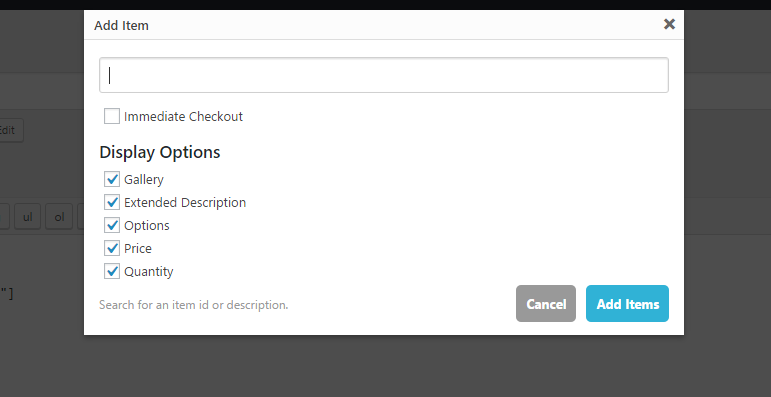 Add Item
Immediate Checkout
Display Options
Gallery
Extended Description
Options
Price
Quantity
Search for an item id or description.
Cancel
Add Items
Edit
ul
ol
"]